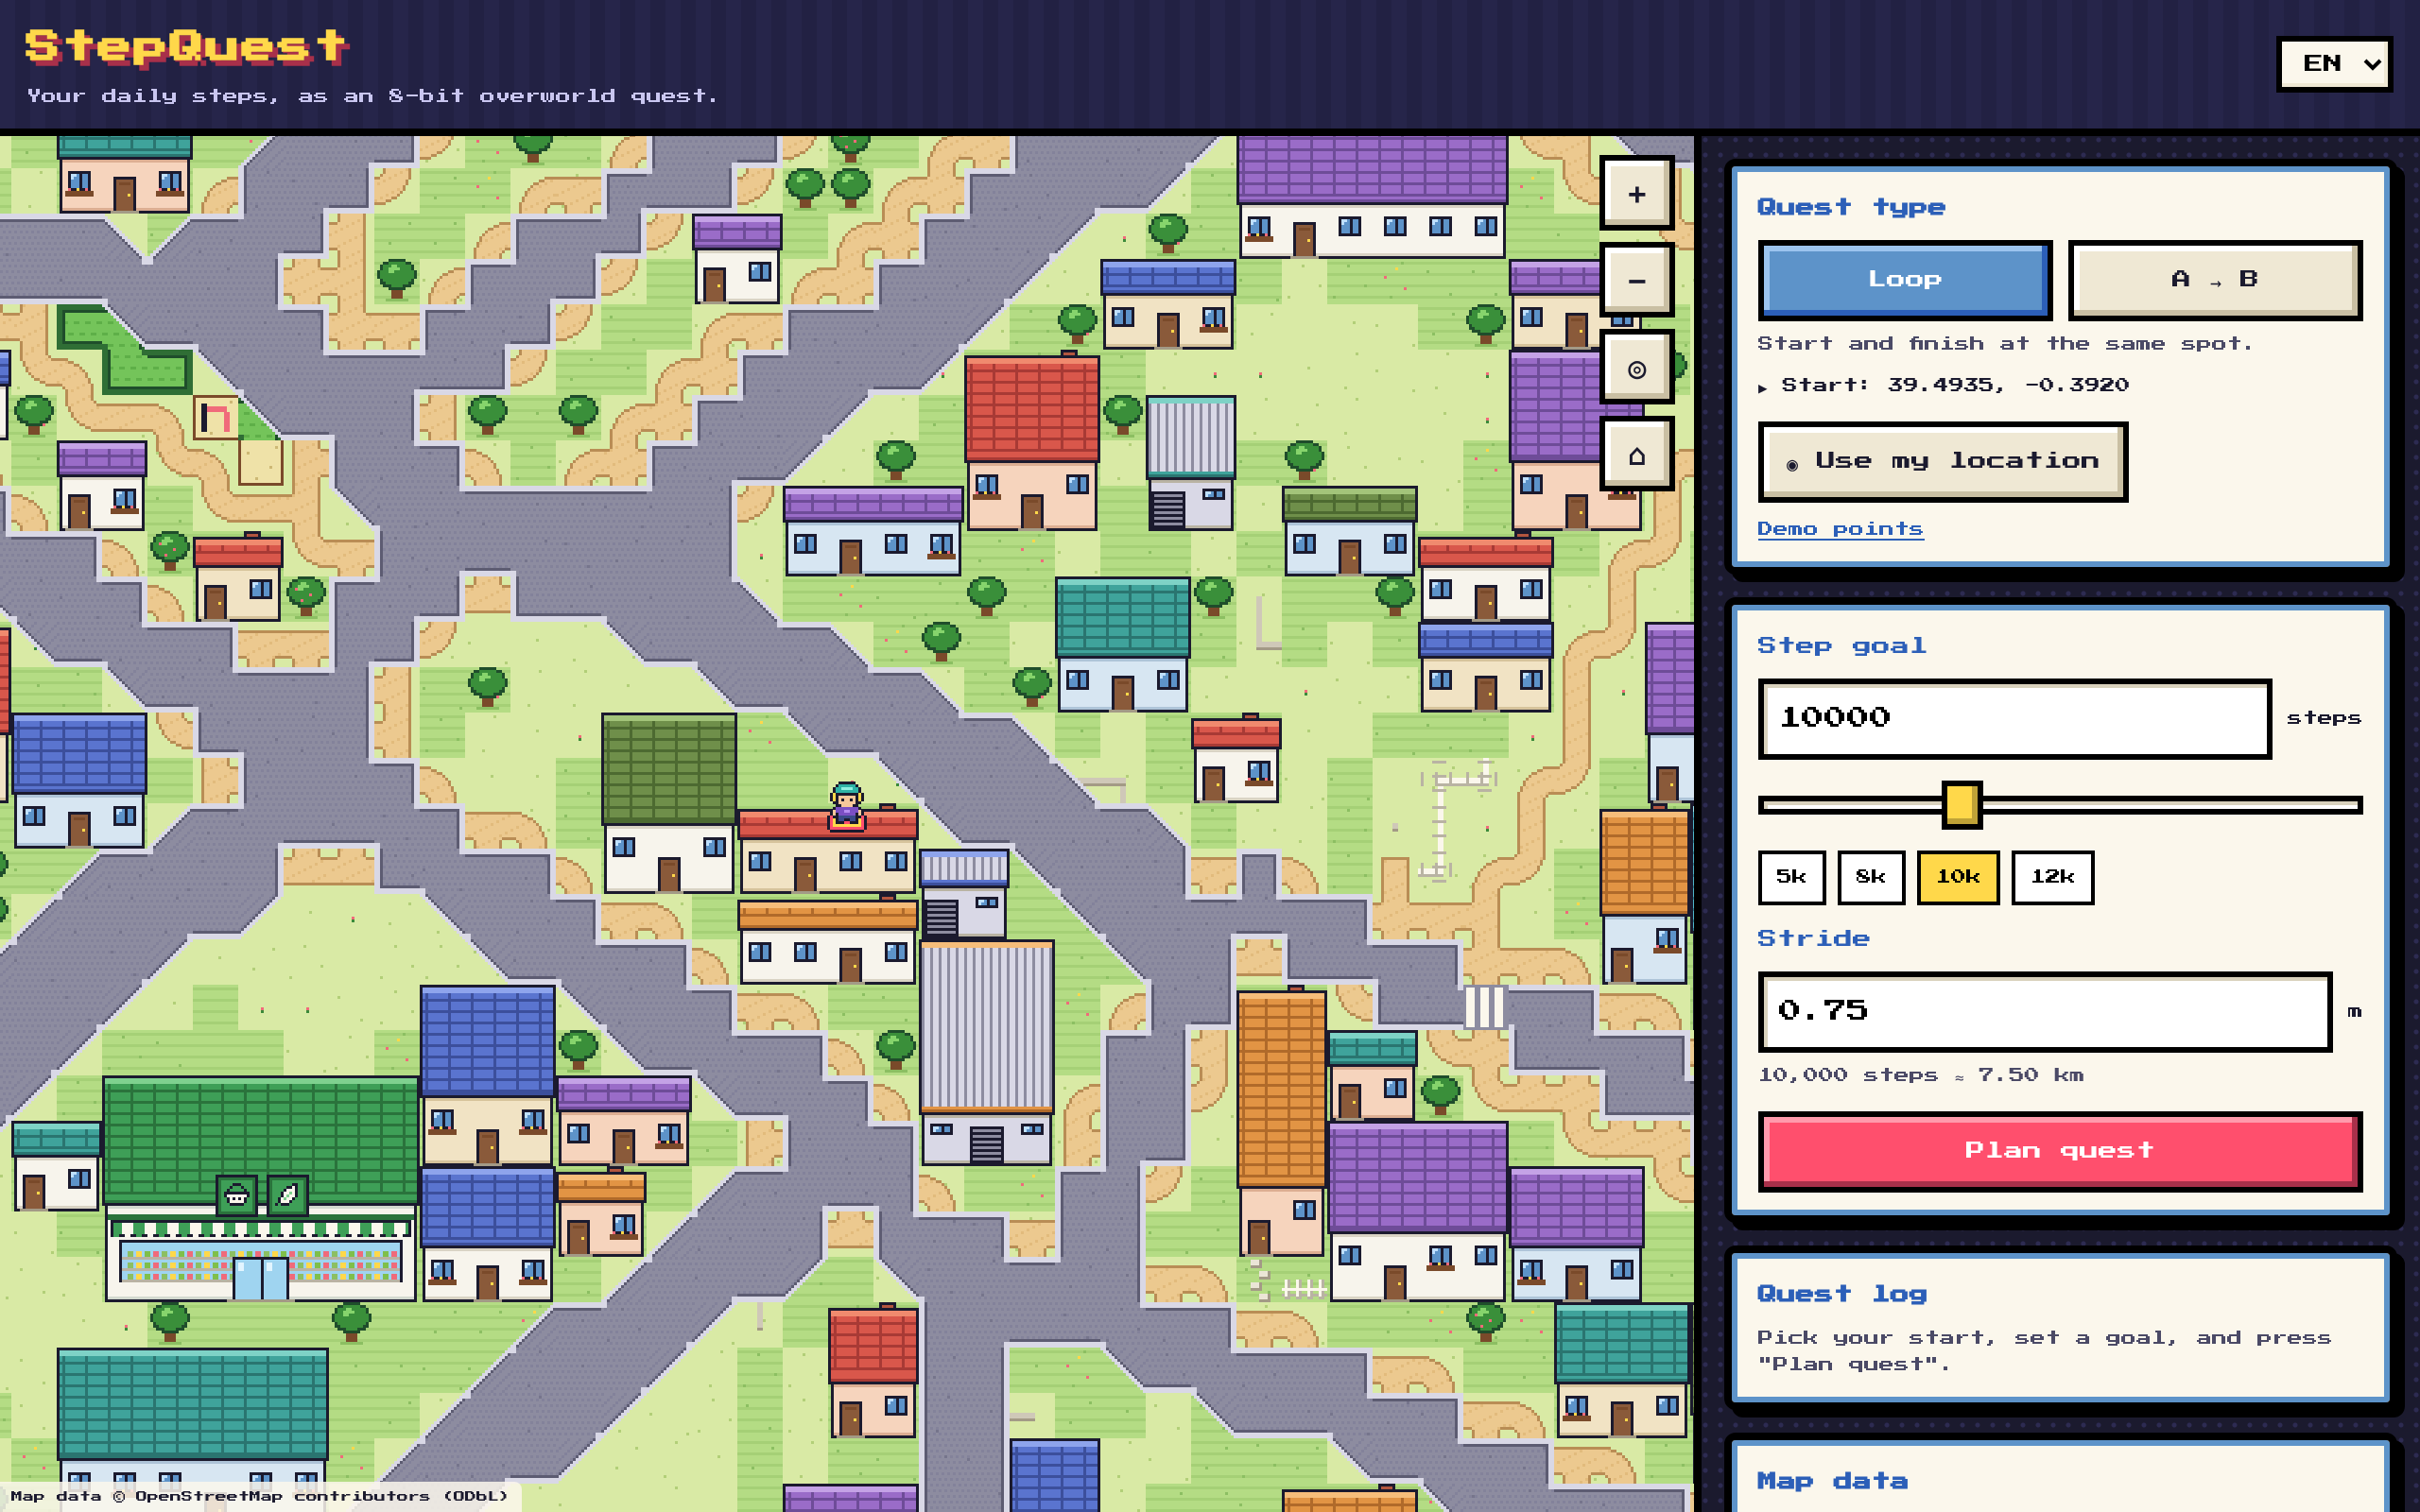 StepQuest
Your daily steps, as an 8-bit overworld quest.
EN
+
−
◎
⌂
Quest type
Loop
A → B
Start and finish at the same spot.
▸ Start: 39.4935, -0.3920
◉ Use my location
Demo points
Step goal
10000 steps
5k 8k 10k 12k
Stride
0.75 m
10,000 steps ≈ 7.50 km
Plan quest
Quest log
Pick your start, set a goal, and press
"Plan quest".
Map data
Map data © OpenStreetMap contributors (ODbL)